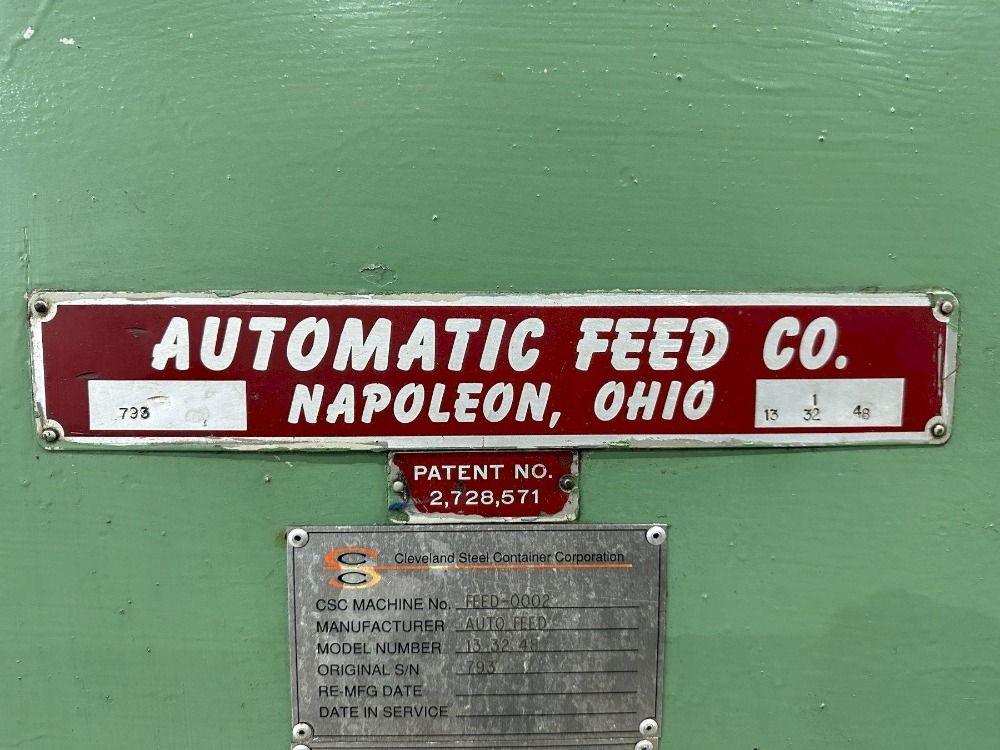 AUTOMATIC FEED CO.
NAPOLEON, OHIO
793
1
13 32 48
PATENT NO.
2,728,571
CSC Cleveland Steel Container Corporation
CSC MACHINE No. FEED-0002
MANUFACTURER AUTO FEED
MODEL NUMBER 13 32 48
ORIGINAL S/N 793
RE-MFG DATE
DATE IN SERVICE